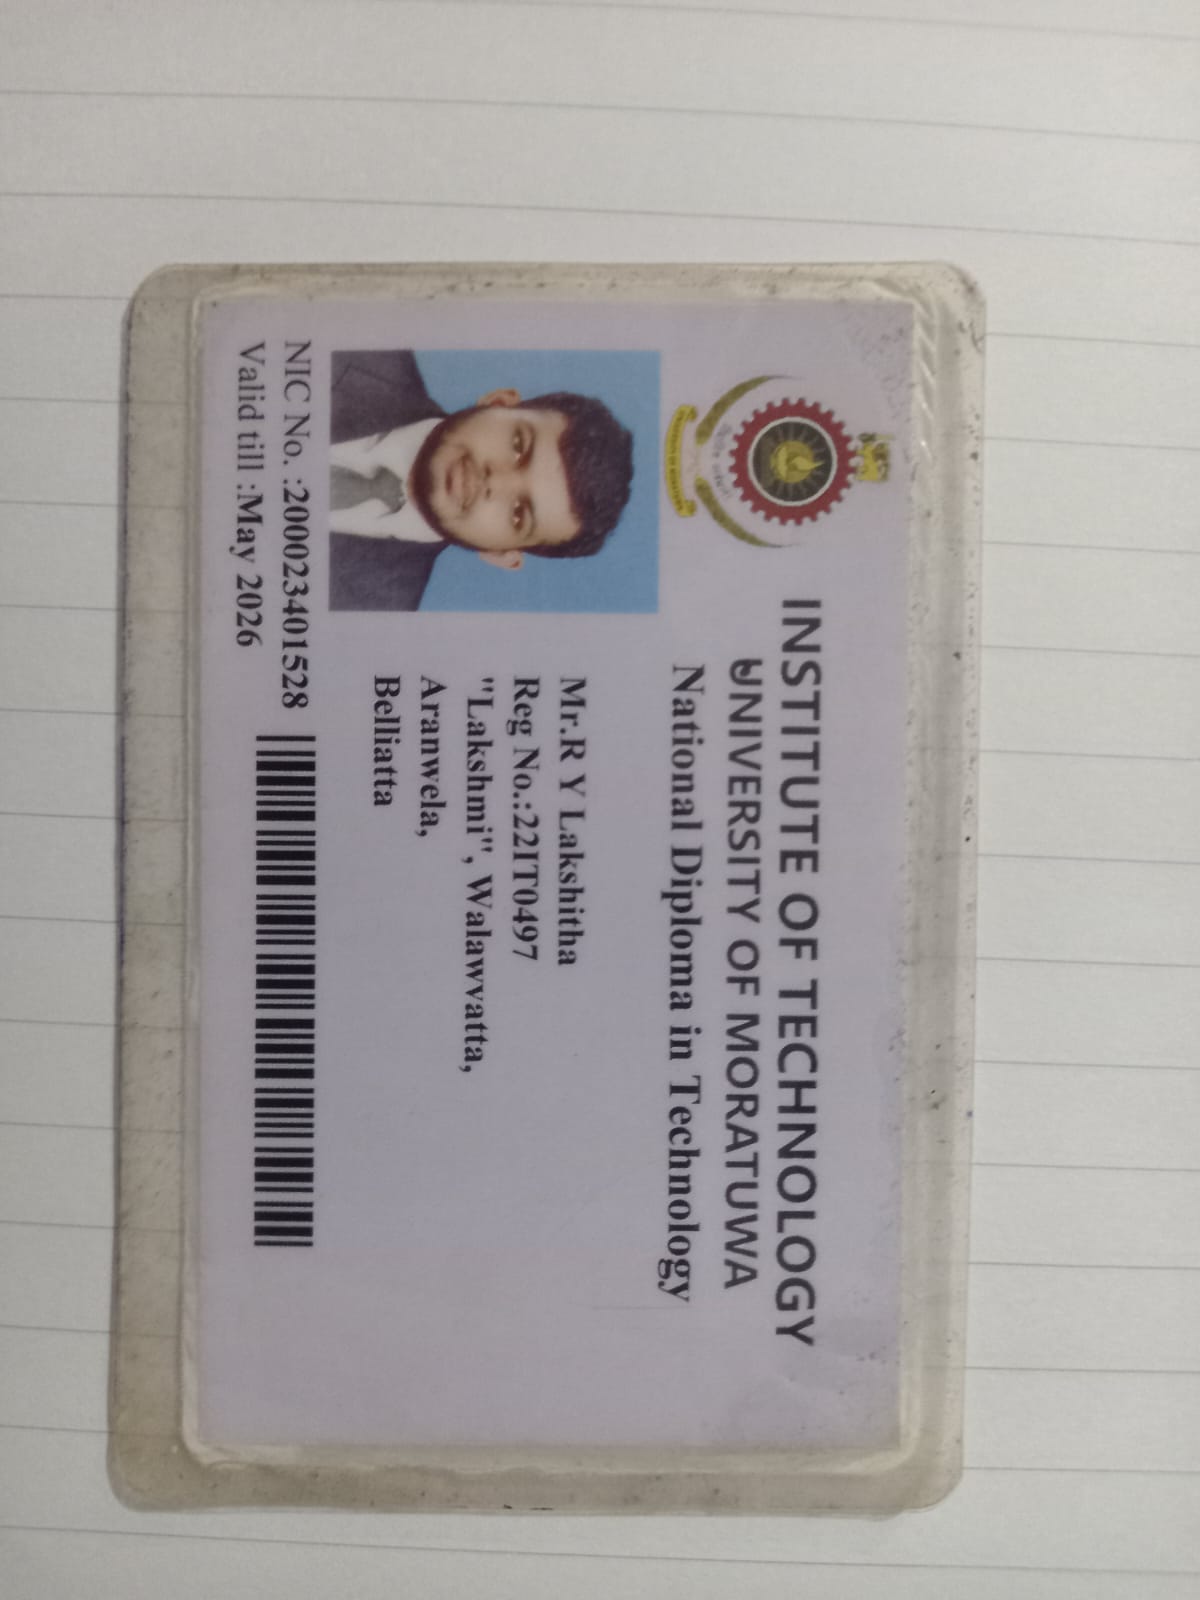 INSTITUTE OF TECHNOLOGY
UNIVERSITY OF MORATUWA
National Diploma in Technology
Mr.R Y Lakshitha
Reg No.:22IT0497
"Lakshmi", Walawvatta,
Aranwela,
Belliatta
NIC No. :200023401528
Valid till :May 2026